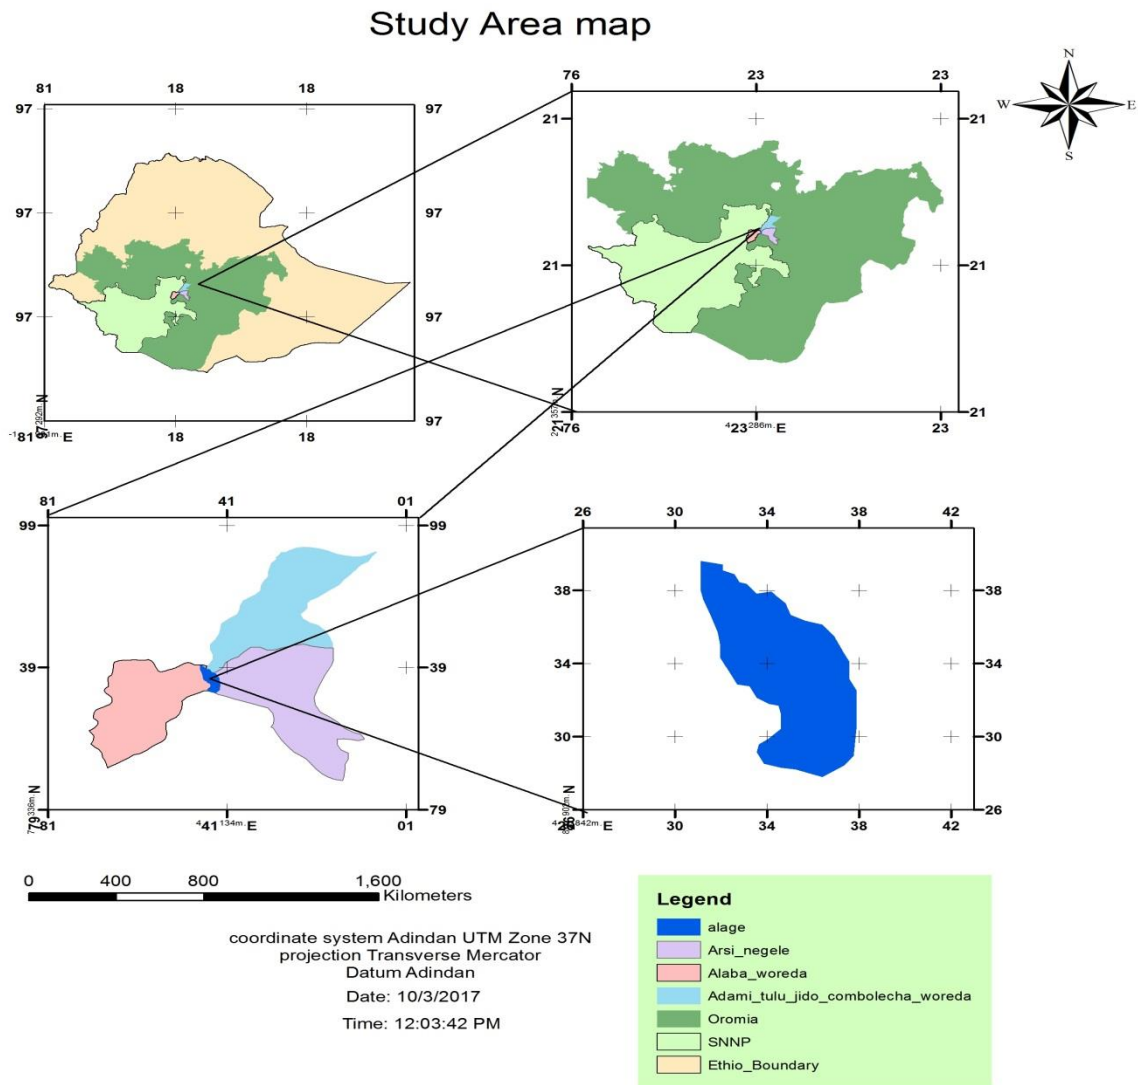 Study Area map
N
W E
S
81 18 18
97 97
97 97
97 97
97
18 18
76 23 23
21 21
21 21
21
76 ⁴23²⁸⁶ᵐ·E 23
81 41 01
99 99
39 39
79
81 ⁴41¹³⁴ᵐ·E 01
26 30 34 38 42
38 38
34 34
30 30
26
30 34 38 42
0 400 800 1,600
Kilometers
coordinate system Adindan UTM Zone 37N
projection Transverse Mercator
Datum Adindan
Date: 10/3/2017
Time: 12:03:42 PM
Legend
alage
Arsi_negele
Alaba_woreda
Adami_tulu_jido_combolecha_woreda
Oromia
SNNP
Ethio_Boundary